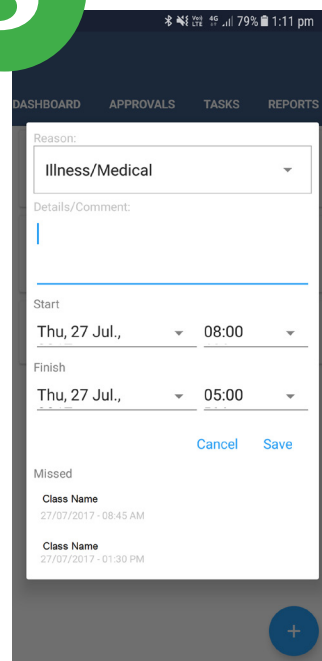 3
79% 1:11 pm
DASHBOARD APPROVALS TASKS REPORTS
Reason:
Illness/Medical
Details/Comment:
Start
Thu, 27 Jul., 08:00
Finish
Thu, 27 Jul., 05:00
Cancel Save
Missed
Class Name
27/07/2017 - 08:45 AM
Class Name
27/07/2017 - 01:30 PM
+